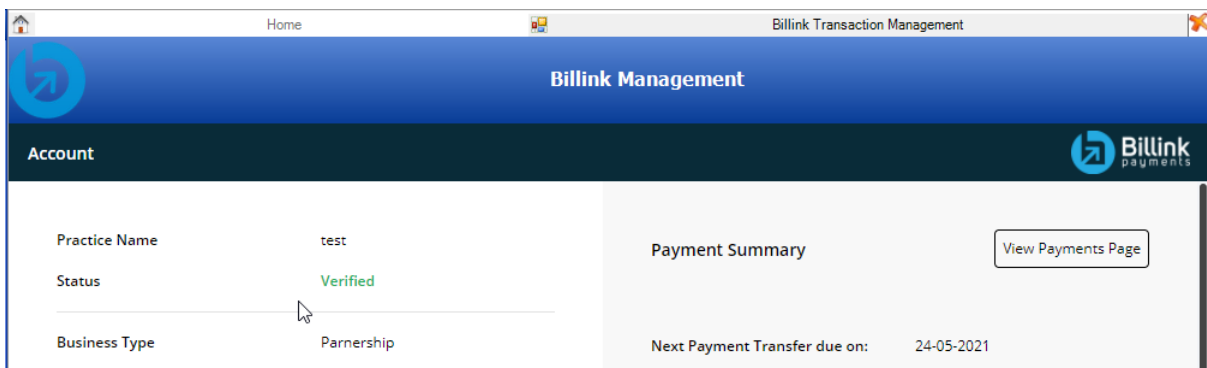 Home
Billink Transaction Management
Billink Management
Account
Billink
payments
Practice Name
test
Status
Verified
Business Type
Parnership
Payment Summary
View Payments Page
Next Payment Transfer due on:
24-05-2021